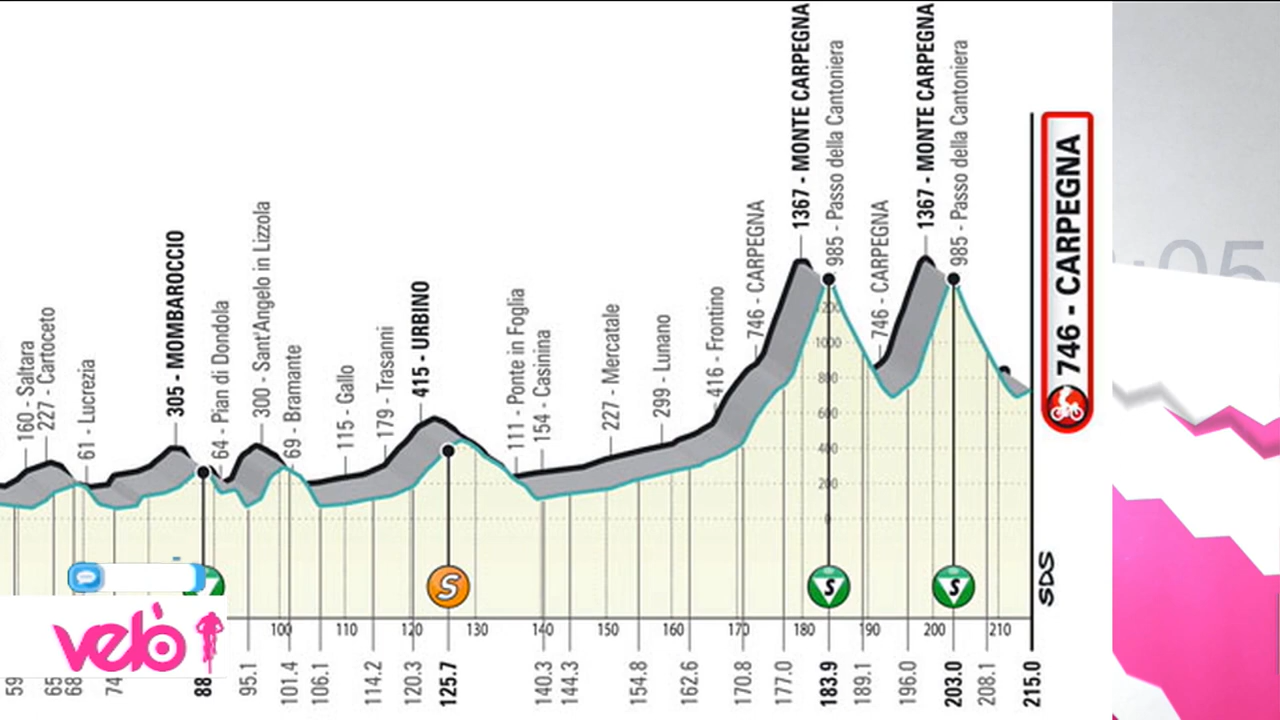 160 - Saltara
227 - Cartoceto
61 - Lucrezia
305 - MOMBAROCCIO
64 - Pian di Dondola
300 - Sant'Angelo in Lizzola
69 - Bramante
115 - Gallo
179 - Trasanni
415 - URBINO
111 - Ponte in Foglia
154 - Casinina
227 - Mercatale
299 - Lunano
416 - Frontino
746 - CARPEGNA
1367 - MONTE CARPEGNA
985 - Passo della Cantoniera
746 - CARPEGNA
1367 - MONTE CARPEGNA
985 - Passo della Cantoniera
746 - CARPEGNA
:05
1000
800
600
400
200
0
S
S
S
SDS
100 110 120 130 140 150 160 170 180 190 200 210
velò
59 65 68 74 88 95.1 101.4 106.1 114.2 120.3 125.7 140.3 144.3 154.8 162.6 170.8 177.0 183.9 189.1 196.0 203.0 208.1 215.0